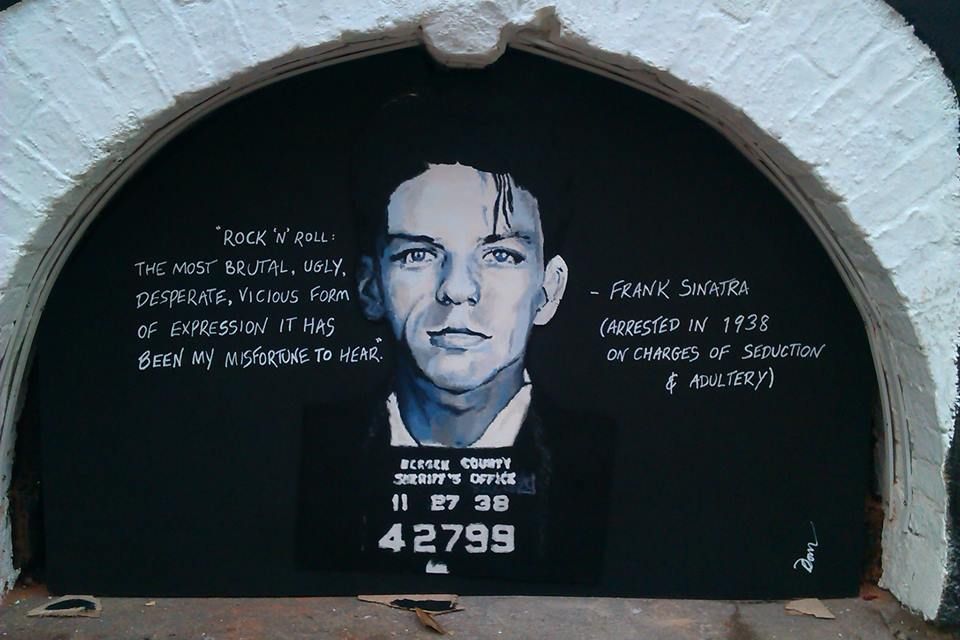 "ROCK 'N' ROLL:
THE MOST BRUTAL, UGLY,
DESPERATE, VICIOUS FORM
OF EXPRESSION IT HAS
BEEN MY MISFORTUNE TO HEAR."
- FRANK SINATRA
(ARRESTED IN 1938
ON CHARGES OF SEDUCTION
& ADULTERY)
BERGEN COUNTY
SHERIFF'S OFFICE
11 27 38
42799
Don